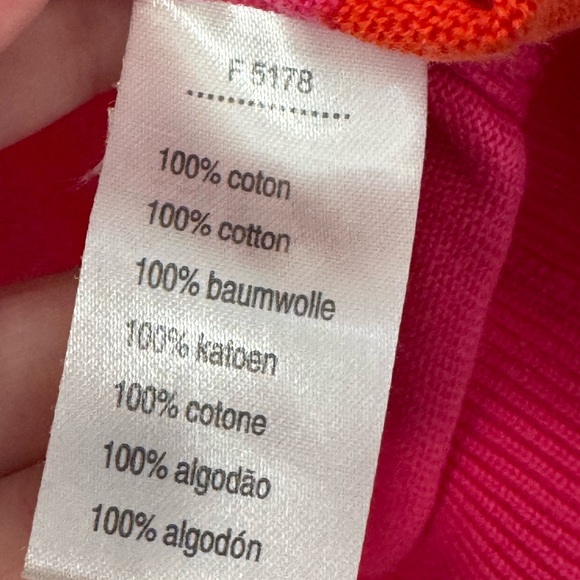 F 5178
100% coton
100% cotton
100% baumwolle
100% katoen
100% cotone
100% algodão
100% algodón